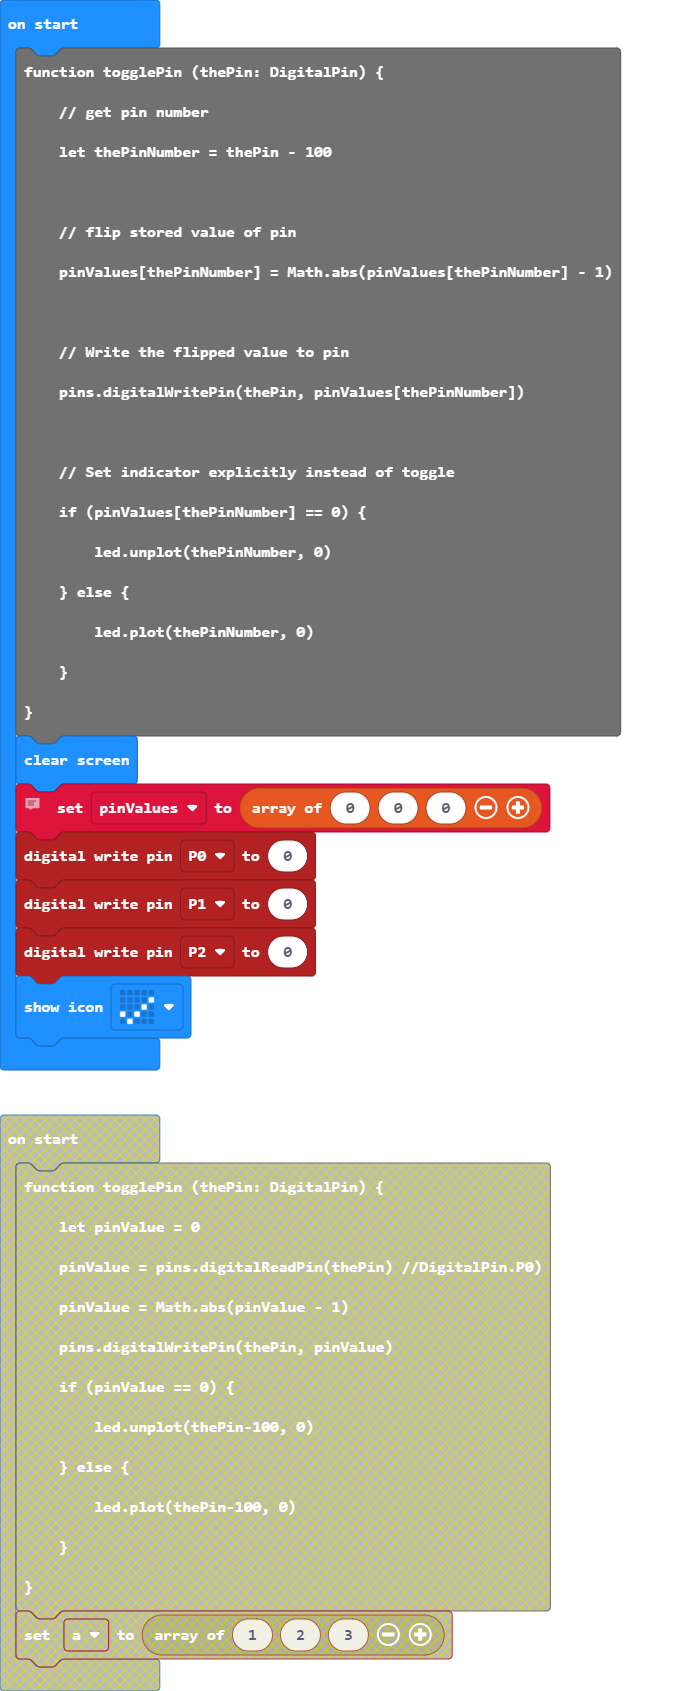 on start
function togglePin (thePin: DigitalPin) {
// get pin number
let thePinNumber = thePin - 100
// flip stored value of pin
pinValues[thePinNumber] = Math.abs(pinValues[thePinNumber] - 1)
// Write the flipped value to pin
pins.digitalWritePin(thePin, pinValues[thePinNumber])
// Set indicator explicitly instead of toggle
if (pinValues[thePinNumber] == 0) {
led.unplot(thePinNumber, 0)
} else {
led.plot(thePinNumber, 0)
}
}
clear screen
set pinValues to array of 0 0 0
digital write pin P0 to 0
digital write pin P1 to 0
digital write pin P2 to 0
show icon
on start
function togglePin (thePin: DigitalPin) {
let pinValue = 0
pinValue = pins.digitalReadPin(thePin) //DigitalPin.P0)
pinValue = Math.abs(pinValue - 1)
pins.digitalWritePin(thePin, pinValue)
if (pinValue == 0) {
led.unplot(thePin-100, 0)
} else {
led.plot(thePin-100, 0)
}
}
set a to array of 1 2 3